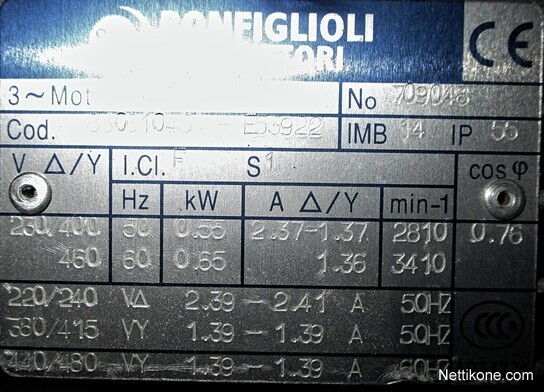 BONFIGLIOLI
3~Mot No 709048
Cod. IMB 14 IP 55
V Δ/Y I.Cl. F S1 cos φ
Hz kW A Δ/Y min-1
230/400 50 0.55 2.37-1.37 2810 0.76
460 60 0.65 1.36 3410
220/240 VΔ 2.39 - 2.41 A 50HZ
380/415 VY 1.39 - 1.39 A 50HZ
440/480 VY 1.39 - 1.39 A 60HZ
CE
CCC
Nettikone.com